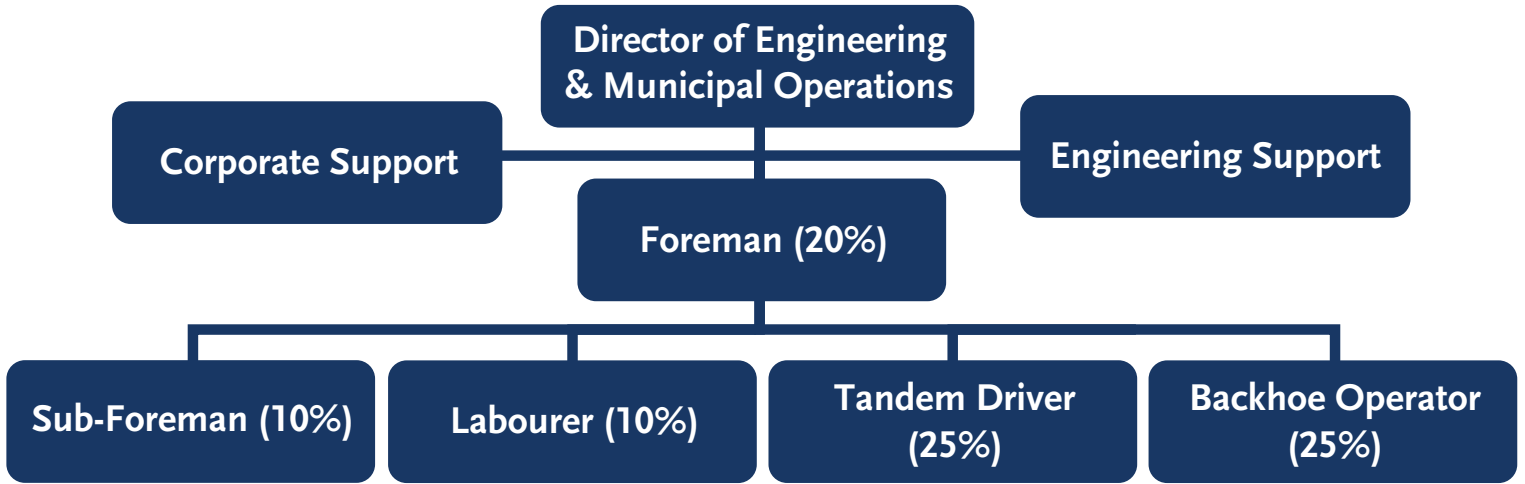 Director of Engineering
& Municipal Operations
Corporate Support
Engineering Support
Foreman (20%)
Sub-Foreman (10%)
Labourer (10%)
Tandem Driver
(25%)
Backhoe Operator
(25%)